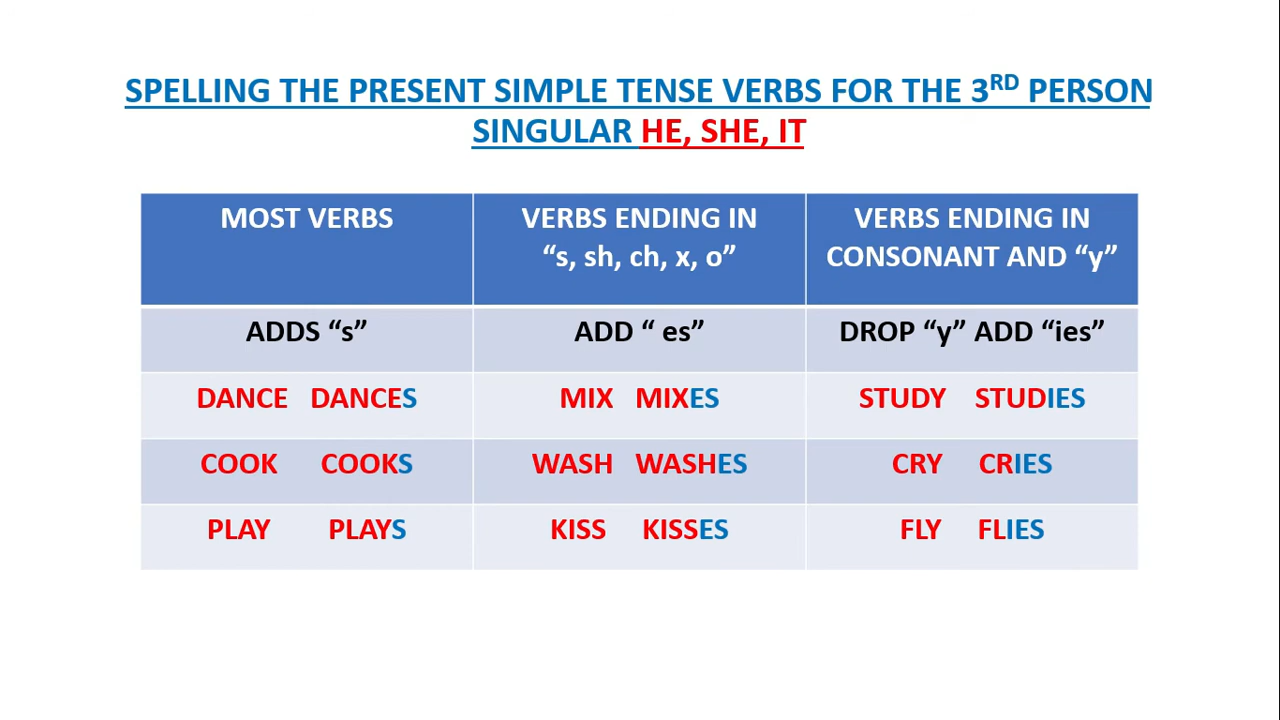 SPELLING THE PRESENT SIMPLE TENSE VERBS FOR THE 3RD PERSON
SINGULAR HE, SHE, IT
MOST VERBS
VERBS ENDING IN
“s, sh, ch, x, o”
VERBS ENDING IN
CONSONANT AND “y”
ADDS “s”
ADD “ es”
DROP “y” ADD “ies”
DANCE DANCES
MIX MIXES
STUDY STUDIES
COOK COOKS
WASH WASHES
CRY CRIES
PLAY PLAYS
KISS KISSES
FLY FLIES